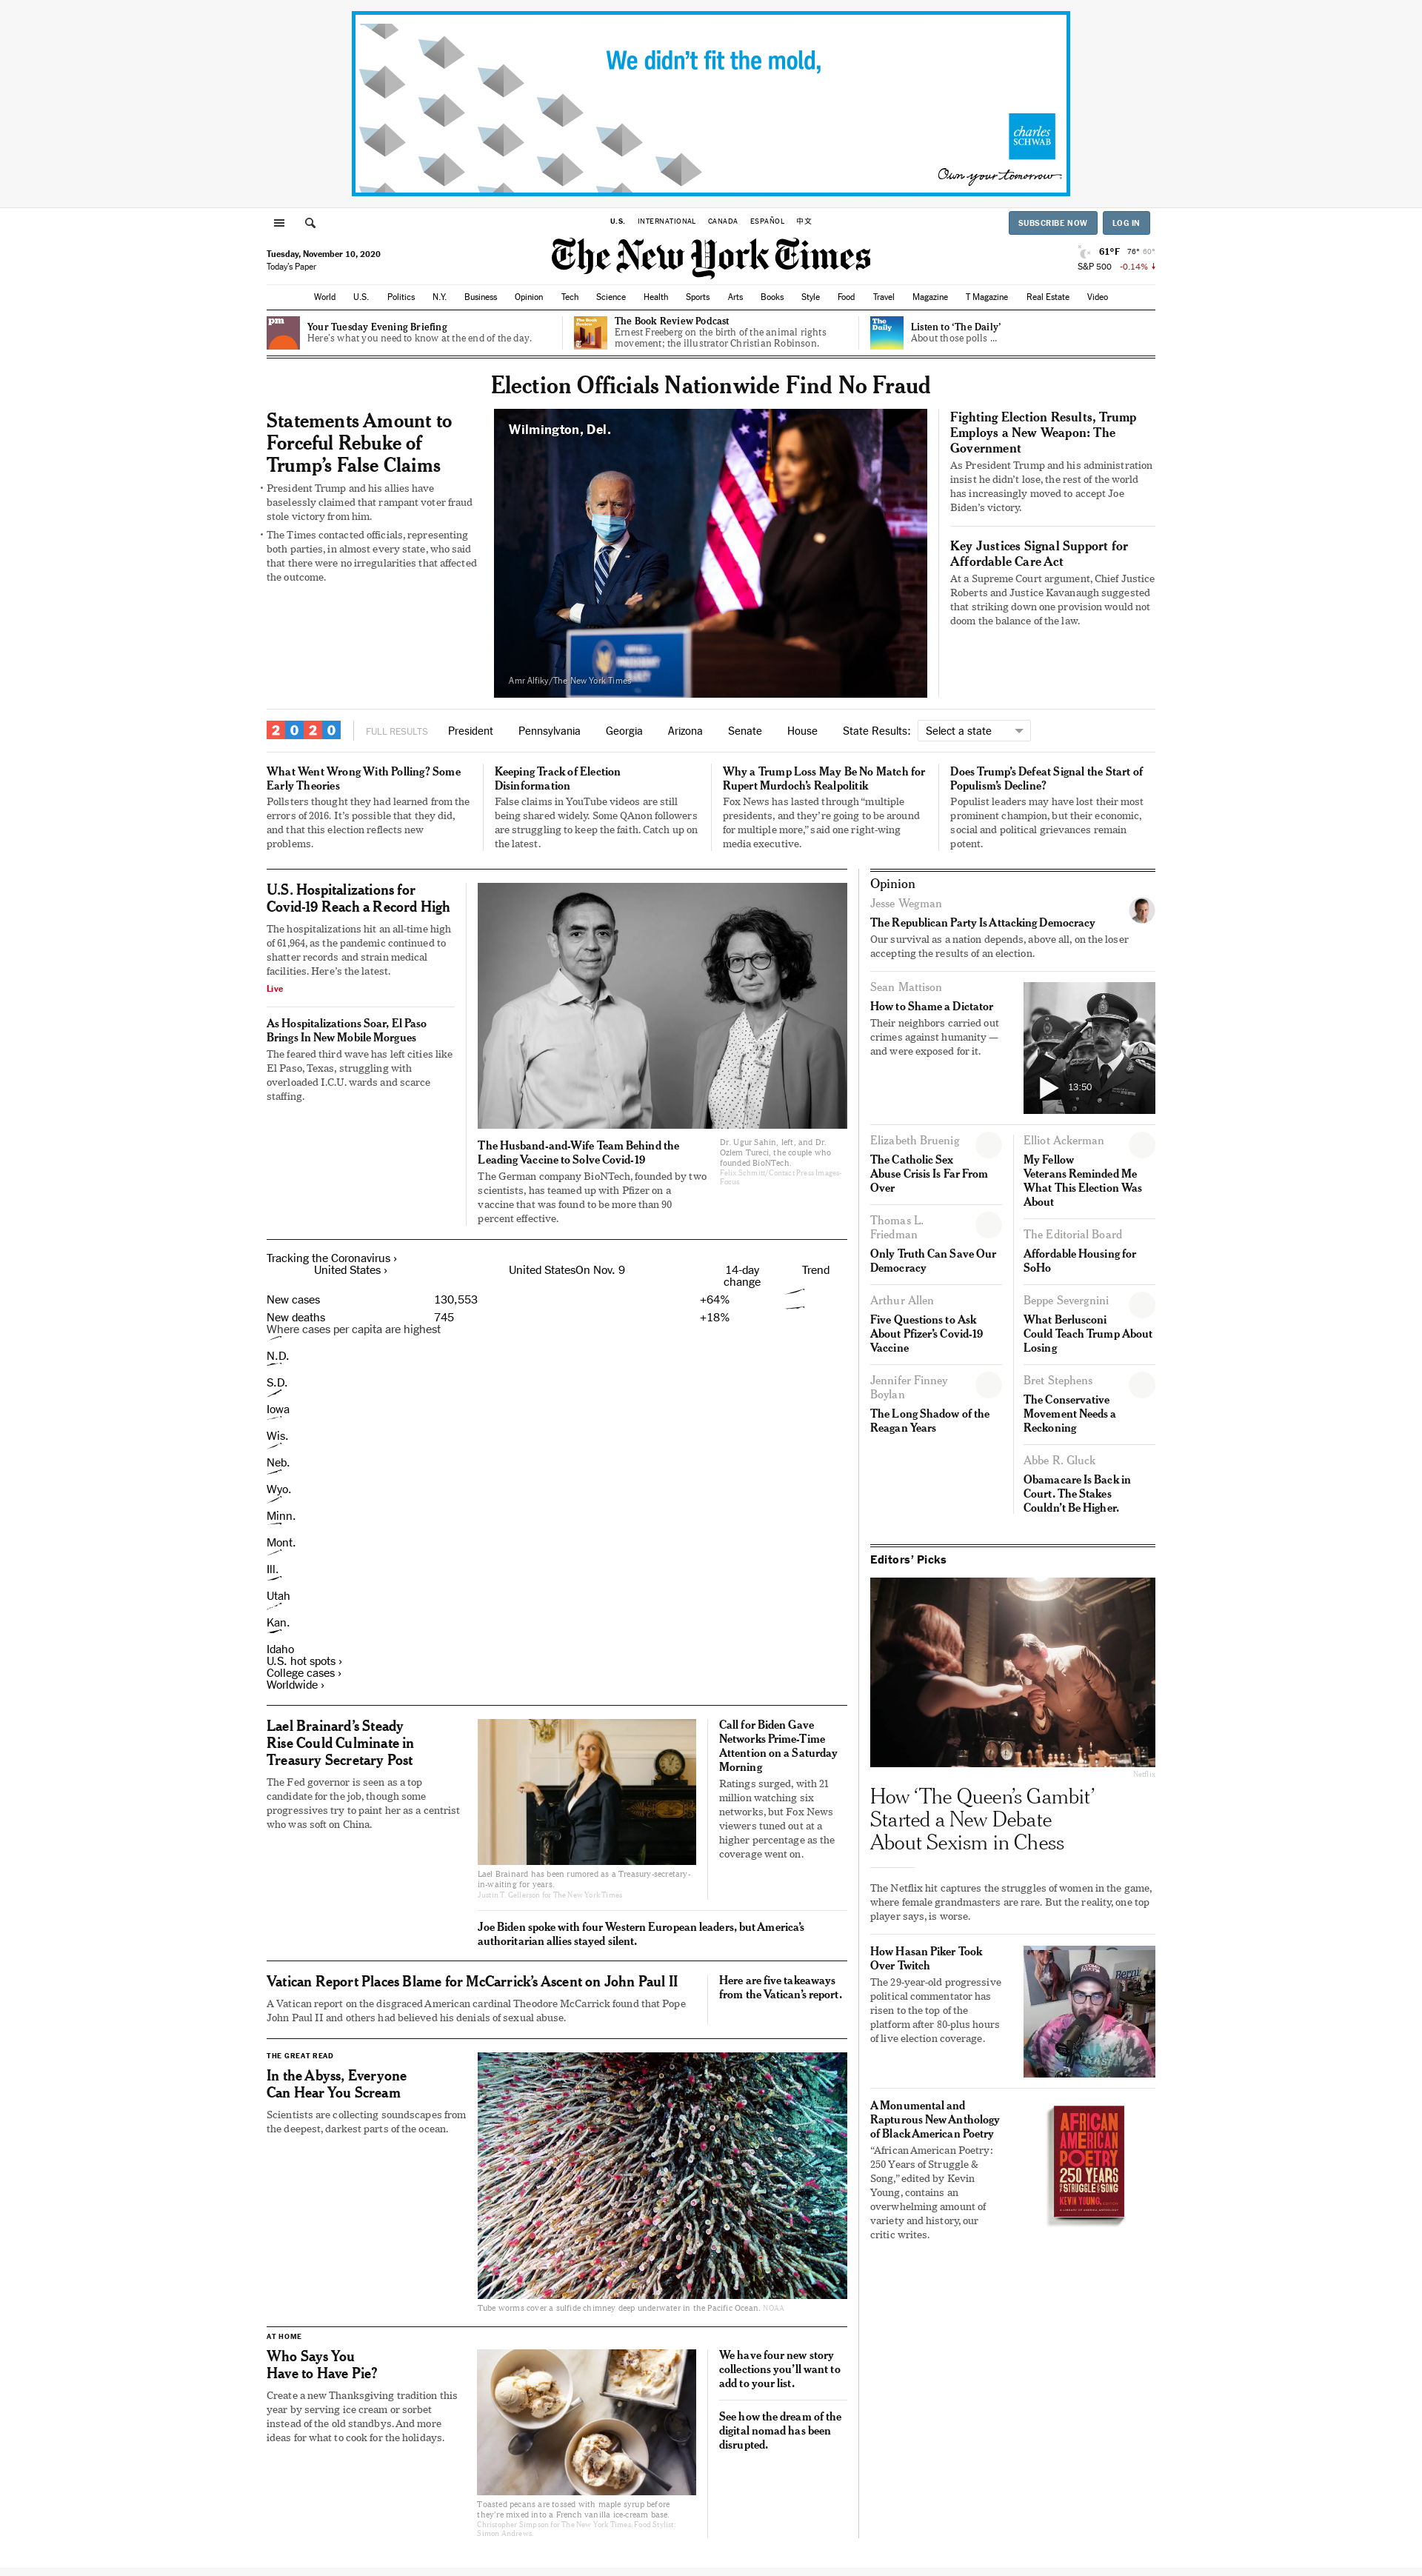 We didn't fit the mold,
charles
SCHWAB
Own your tomorrow
U.S. INTERNATIONAL CANADA ESPAÑOL 中文
SUBSCRIBE NOW LOG IN
Tuesday, November 10, 2020
Today's Paper
The New York Times
61°F 76° 60°
S&P 500 -0.14% ↓
World U.S. Politics N.Y. Business Opinion Tech Science Health Sports Arts Books Style Food Travel Magazine T Magazine Real Estate Video
pm
Your Tuesday Evening Briefing
Here's what you need to know at the end of the day.
The Book Review Podcast
Ernest Freeberg on the birth of the animal rights
movement; the illustrator Christian Robinson.
The
Daily
Listen to 'The Daily'
About those polls …
Election Officials Nationwide Find No Fraud
Statements Amount to
Forceful Rebuke of
Trump's False Claims
• President Trump and his allies have
baselessly claimed that rampant voter fraud
stole victory from him.
• The Times contacted officials, representing
both parties, in almost every state, who said
that there were no irregularities that affected
the outcome.
Wilmington, Del.
Amr Alfiky/The New York Times
Fighting Election Results, Trump
Employs a New Weapon: The
Government
As President Trump and his administration
insist he didn't lose, the rest of the world
has increasingly moved to accept Joe
Biden's victory.
Key Justices Signal Support for
Affordable Care Act
At a Supreme Court argument, Chief Justice
Roberts and Justice Kavanaugh suggested
that striking down one provision would not
doom the balance of the law.
2020 FULL RESULTS President Pennsylvania Georgia Arizona Senate House State Results: Select a state
What Went Wrong With Polling? Some
Early Theories
Pollsters thought they had learned from the
errors of 2016. It's possible that they did,
and that this election reflects new
problems.
Keeping Track of Election
Disinformation
False claims in YouTube videos are still
being shared widely. Some QAnon followers
are struggling to keep the faith. Catch up on
the latest.
Why a Trump Loss May Be No Match for
Rupert Murdoch's Realpolitik
Fox News has lasted through "multiple
presidents, and they're going to be around
for multiple more," said one right-wing
media executive.
Does Trump's Defeat Signal the Start of
Populism's Decline?
Populist leaders may have lost their most
prominent champion, but their economic,
social and political grievances remain
potent.
U.S. Hospitalizations for
Covid-19 Reach a Record High
The hospitalizations hit an all-time high
of 61,964, as the pandemic continued to
shatter records and strain medical
facilities. Here's the latest.
Live
As Hospitalizations Soar, El Paso
Brings In New Mobile Morgues
The feared third wave has left cities like
El Paso, Texas, struggling with
overloaded I.C.U. wards and scarce
staffing.
The Husband-and-Wife Team Behind the
Leading Vaccine to Solve Covid-19
The German company BioNTech, founded by two
scientists, has teamed up with Pfizer on a
vaccine that was found to be more than 90
percent effective.
Dr. Ugur Sahin, left, and Dr.
Ozlem Tureci, the couple who
founded BioNTech.
Felix Schmitt/Contact Press Images-
Focus
Tracking the Coronavirus ›
United States › United StatesOn Nov. 9 14-day
change Trend
New cases 130,553 +64%
New deaths 745 +18%
Where cases per capita are highest
N.D.
S.D.
Iowa
Wis.
Neb.
Wyo.
Minn.
Mont.
Ill.
Utah
Kan.
Idaho
U.S. hot spots ›
College cases ›
Worldwide ›
Lael Brainard's Steady
Rise Could Culminate in
Treasury Secretary Post
The Fed governor is seen as a top
candidate for the job, though some
progressives try to paint her as a centrist
who was soft on China.
Lael Brainard has been rumored as a Treasury-secretary-
in-waiting for years.
Justin T. Gellerson for The New York Times
Call for Biden Gave
Networks Prime-Time
Attention on a Saturday
Morning
Ratings surged, with 21
million watching six
networks, but Fox News
viewers tuned out at a
higher percentage as the
coverage went on.
Joe Biden spoke with four Western European leaders, but America's
authoritarian allies stayed silent.
Vatican Report Places Blame for McCarrick's Ascent on John Paul II
A Vatican report on the disgraced American cardinal Theodore McCarrick found that Pope
John Paul II and others had believed his denials of sexual abuse.
Here are five takeaways
from the Vatican's report.
THE GREAT READ
In the Abyss, Everyone
Can Hear You Scream
Scientists are collecting soundscapes from
the deepest, darkest parts of the ocean.
Tube worms cover a sulfide chimney deep underwater in the Pacific Ocean. NOAA
AT HOME
Who Says You
Have to Have Pie?
Create a new Thanksgiving tradition this
year by serving ice cream or sorbet
instead of the old standbys. And more
ideas for what to cook for the holidays.
Toasted pecans are tossed with maple syrup before
they're mixed into a French vanilla ice-cream base.
Christopher Simpson for The New York Times. Food Stylist:
Simon Andrews.
We have four new story
collections you'll want to
add to your list.
See how the dream of the
digital nomad has been
disrupted.
Opinion
Jesse Wegman
The Republican Party Is Attacking Democracy
Our survival as a nation depends, above all, on the loser
accepting the results of an election.
Sean Mattison
How to Shame a Dictator
Their neighbors carried out
crimes against humanity —
and were exposed for it.
13:50
Elizabeth Bruenig
The Catholic Sex
Abuse Crisis Is Far From
Over
Thomas L.
Friedman
Only Truth Can Save Our
Democracy
Arthur Allen
Five Questions to Ask
About Pfizer's Covid-19
Vaccine
Jennifer Finney
Boylan
The Long Shadow of the
Reagan Years
Elliot Ackerman
My Fellow
Veterans Reminded Me
What This Election Was
About
The Editorial Board
Affordable Housing for
SoHo
Beppe Severgnini
What Berlusconi
Could Teach Trump About
Losing
Bret Stephens
The Conservative
Movement Needs a
Reckoning
Abbe R. Gluck
Obamacare Is Back in
Court. The Stakes
Couldn't Be Higher.
Editors' Picks
Netflix
How 'The Queen's Gambit'
Started a New Debate
About Sexism in Chess
The Netflix hit captures the struggles of women in the game,
where female grandmasters are rare. But the reality, one top
player says, is worse.
How Hasan Piker Took
Over Twitch
The 29-year-old progressive
political commentator has
risen to the top of the
platform after 80-plus hours
of live election coverage.
A Monumental and
Rapturous New Anthology
of Black American Poetry
"African American Poetry:
250 Years of Struggle &
Song," edited by Kevin
Young, contains an
overwhelming amount of
variety and history, our
critic writes.
AFRICAN
AMERICAN
POETRY
250 YEARS
OF STRUGGLE & SONG
KEVIN YOUNG,